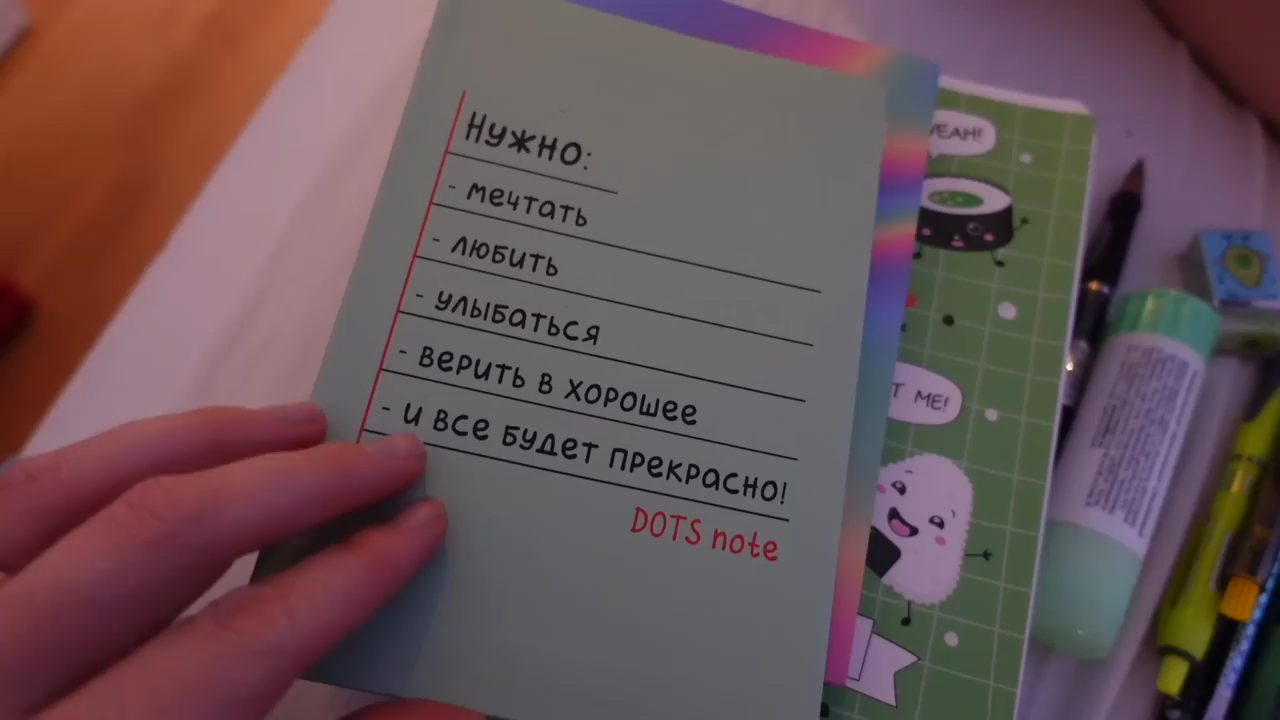 Нужно:
- мечтать
- любить
- улыбаться
- верить в хорошее
- и все будет прекрасно!
DOTS note
YEAH!
ME!